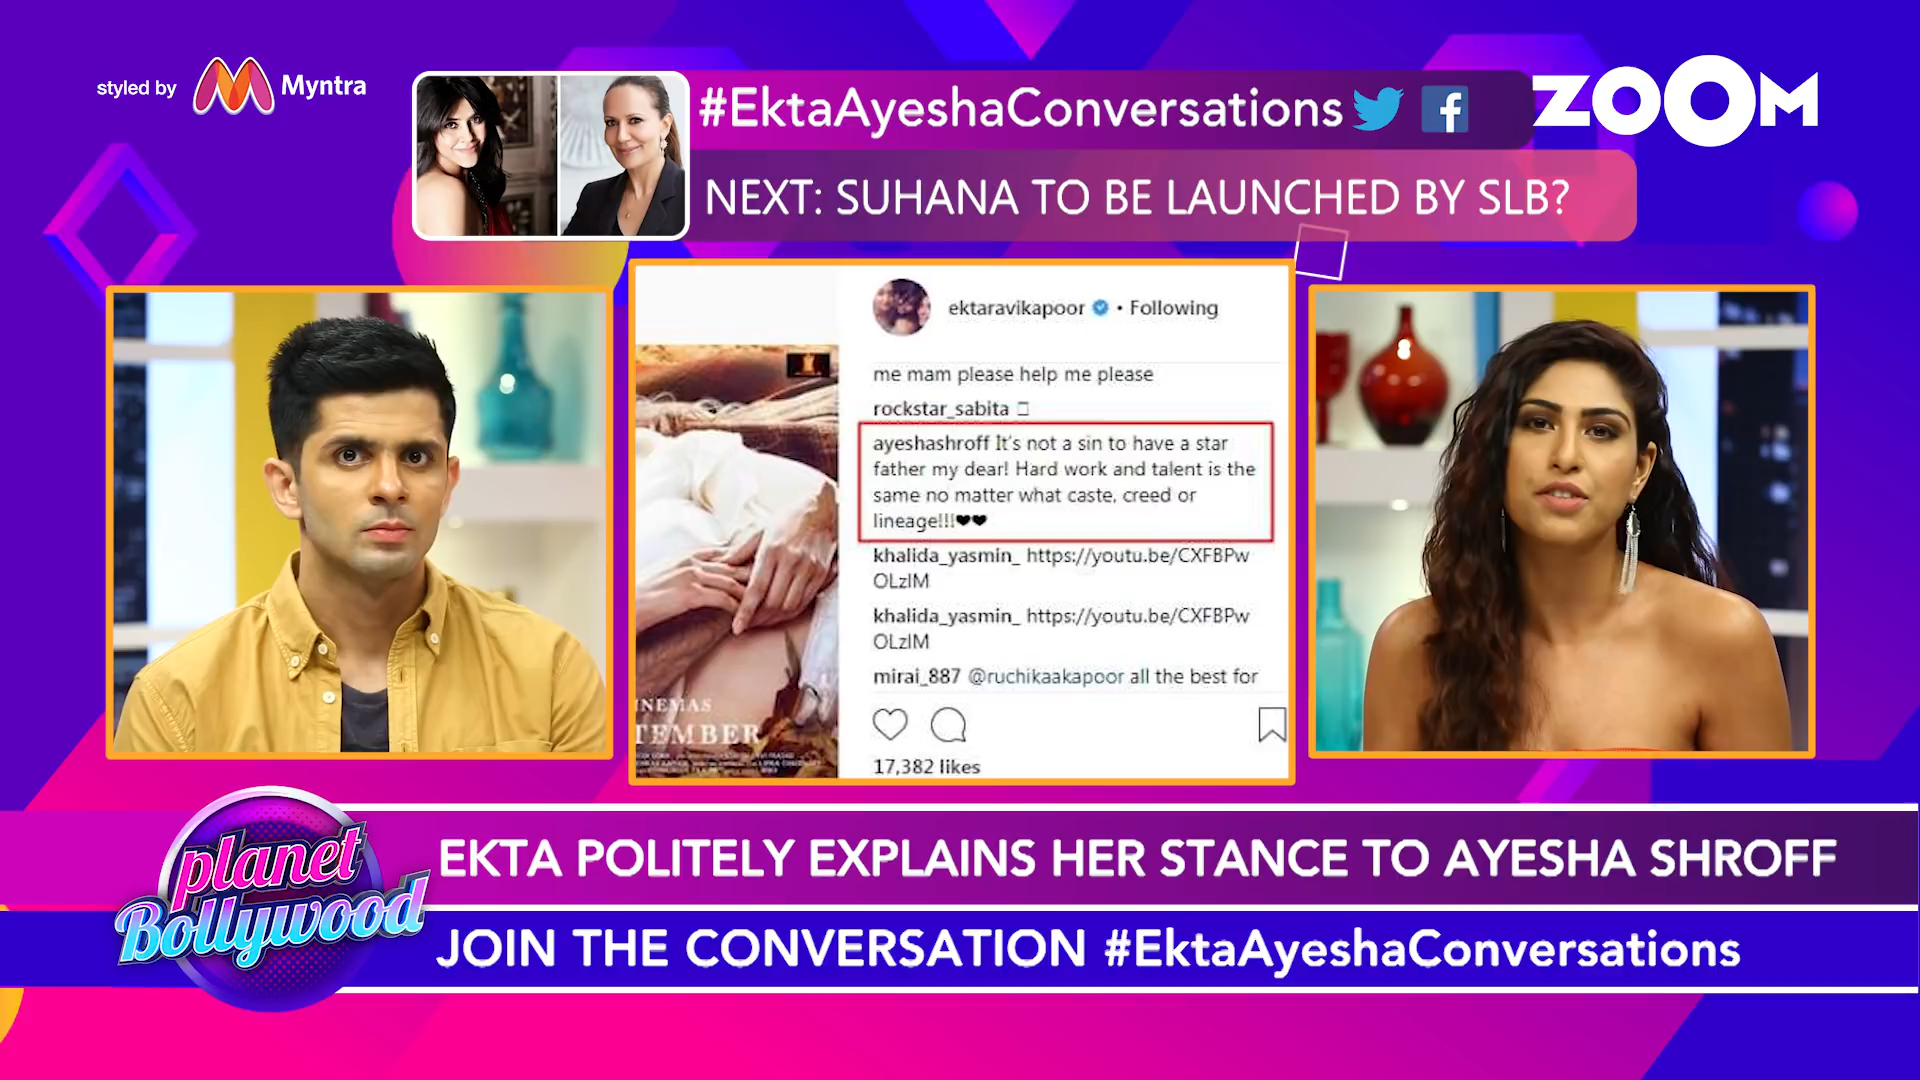 styled by Myntra
#EktaAyeshaConversations
ZOOM
NEXT: SUHANA TO BE LAUNCHED BY SLB?
ektaravikapoor • Following
me mam please help me please
rockstar_sabita
ayeshashroff It's not a sin to have a star
father my dear! Hard work and talent is the
same no matter what caste, creed or
lineage!!!❤❤
khalida_yasmin_ https://youtu.be/CXFBPw
OLzlM
khalida_yasmin_ https://youtu.be/CXFBPw
OLzlM
mirai_887 @ruchikaakapoor all the best for
17,382 likes
INEMAS
TEMBER
planet
Bollywood
EKTA POLITELY EXPLAINS HER STANCE TO AYESHA SHROFF
JOIN THE CONVERSATION #EktaAyeshaConversations